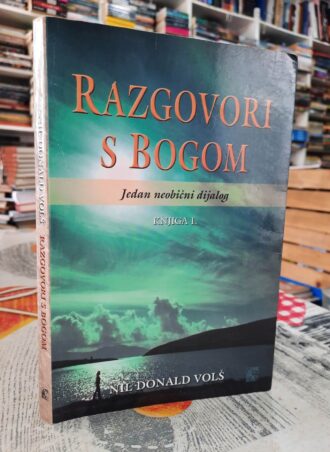 RAZGOVORI
S BOGOM
Jedan neobični dijalog
KNJIGA I.
NIL DONALD VOLŠ
NIL DONALD VOLŠ RAZGOVORI S BOGOM